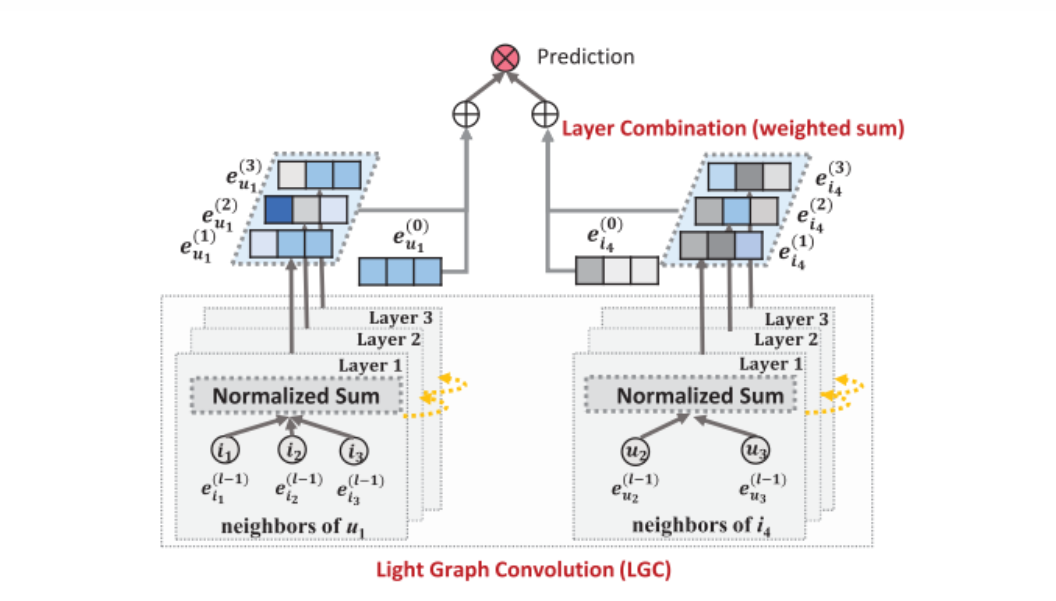 Prediction
Layer Combination (weighted sum)
e_{u_1}^{(3)}
e_{u_1}^{(2)}
e_{u_1}^{(1)}
e_{u_1}^{(0)}
e_{i_4}^{(0)}
e_{i_4}^{(3)}
e_{i_4}^{(2)}
e_{i_4}^{(1)}
Layer 3
Layer 2
Layer 1
Normalized Sum
i_1 i_2 i_3
e_{i_1}^{(l-1)} e_{i_2}^{(l-1)} e_{i_3}^{(l-1)}
neighbors of u_1
Layer 3
Layer 2
Layer 1
Normalized Sum
u_2 u_3
e_{u_2}^{(l-1)} e_{u_3}^{(l-1)}
neighbors of i_4
Light Graph Convolution (LGC)